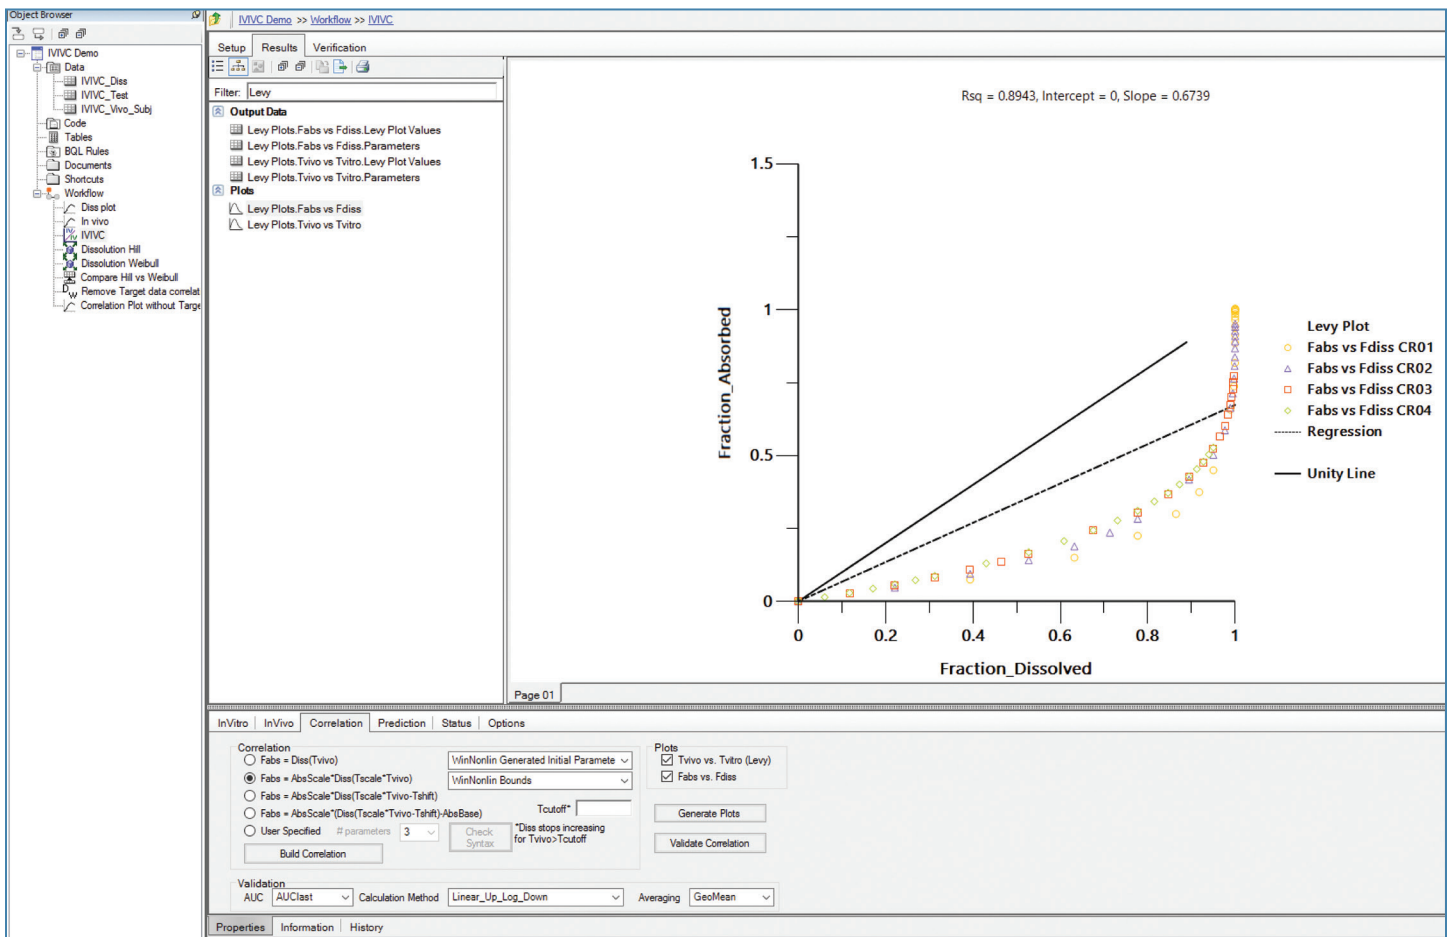 Object Browser
IVIVC Demo
Data
IVIVC_Diss
IVIVC_Test
IVIVC_Vivo_Subj
Code
Tables
BQL Rules
Documents
Shortcuts
Workflow
Diss plot
In vivo
IVIVC
Dissolution Hill
Dissolution Weibull
Compare Hill vs Weibull
Remove Target data correlat
Correlation Plot without Targe
IVIVC Demo >> Workflow >> IVIVC
Setup Results Verification
Filter: Levy
Output Data
Levy Plots.Fabs vs Fdiss.Levy Plot Values
Levy Plots.Fabs vs Fdiss.Parameters
Levy Plots.Tvivo vs Tvitro.Levy Plot Values
Levy Plots.Tvivo vs Tvitro.Parameters
Plots
Levy Plots.Fabs vs Fdiss
Levy Plots.Tvivo vs Tvitro
Rsq = 0.8943, Intercept = 0, Slope = 0.6739
1.5
1
0.5
0
Fraction_Absorbed
0 0.2 0.4 0.6 0.8 1
Fraction_Dissolved
Levy Plot
Fabs vs Fdiss CR01
Fabs vs Fdiss CR02
Fabs vs Fdiss CR03
Fabs vs Fdiss CR04
Regression
Unity Line
Page 01
InVitro InVivo Correlation Prediction Status Options
Correlation
Fabs = Diss(Tvivo)
Fabs = AbsScale*Diss(Tscale*Tvivo)
Fabs = AbsScale*Diss(Tscale*Tvivo-Tshift)
Fabs = AbsScale*(Diss(Tscale*Tvivo-Tshift)-AbsBase)
User Specified # parameters 3
Build Correlation
WinNonlin Generated Initial Paramete
WinNonlin Bounds
Tcutoff*
Check
Syntax
*Diss stops increasing
for Tvivo>Tcutoff
Plots
Tvivo vs. Tvitro (Levy)
Fabs vs. Fdiss
Generate Plots
Validate Correlation
Validation
AUC AUClast Calculation Method Linear_Up_Log_Down Averaging GeoMean
Properties Information History